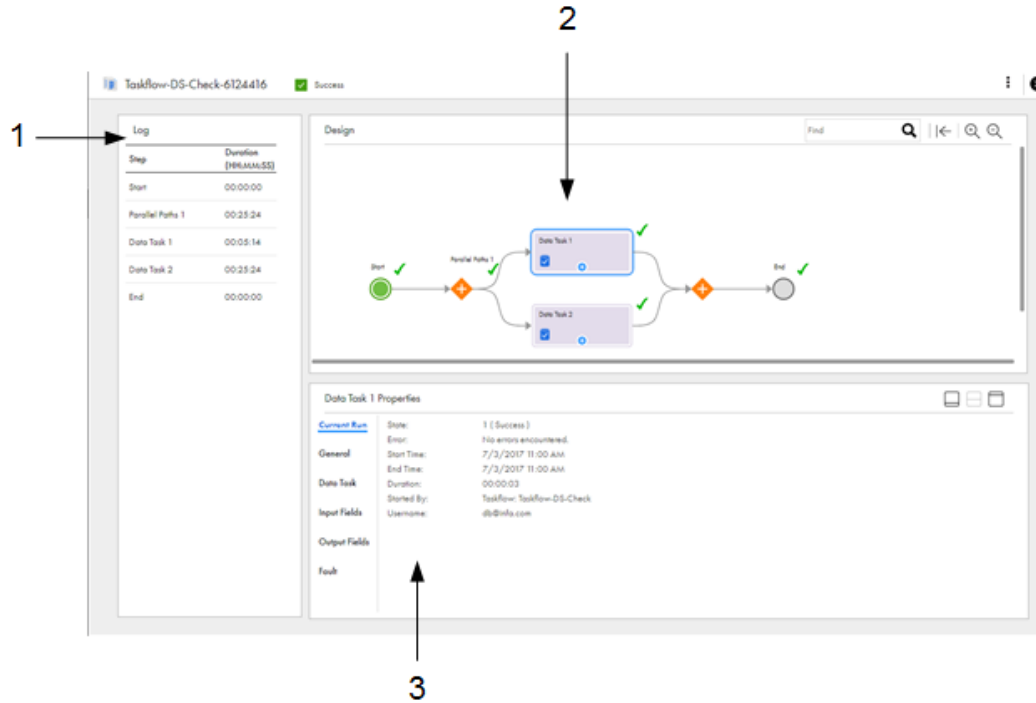 2
Taskflow-DS-Check-6124416 Success
1
Log
Step Duration (HH:MM:SS)
Start 00:00:00
Parallel Paths 1 00:25:24
Data Task 1 00:05:14
Data Task 2 00:25:24
End 00:00:00
Design Find
Start Parallel Paths 1 Data Task 1 End
Data Task 2
Data Task 1 Properties
Current Run State: 1 ( Success )
Error: No errors encountered.
General Start Time: 7/3/2017 11:00 AM
End Time: 7/3/2017 11:00 AM
Data Task Duration: 00:00:03
Started By: Taskflow: Taskflow-DS-Check
Input Fields Username: db@infa.com
Output Fields
Fault
3